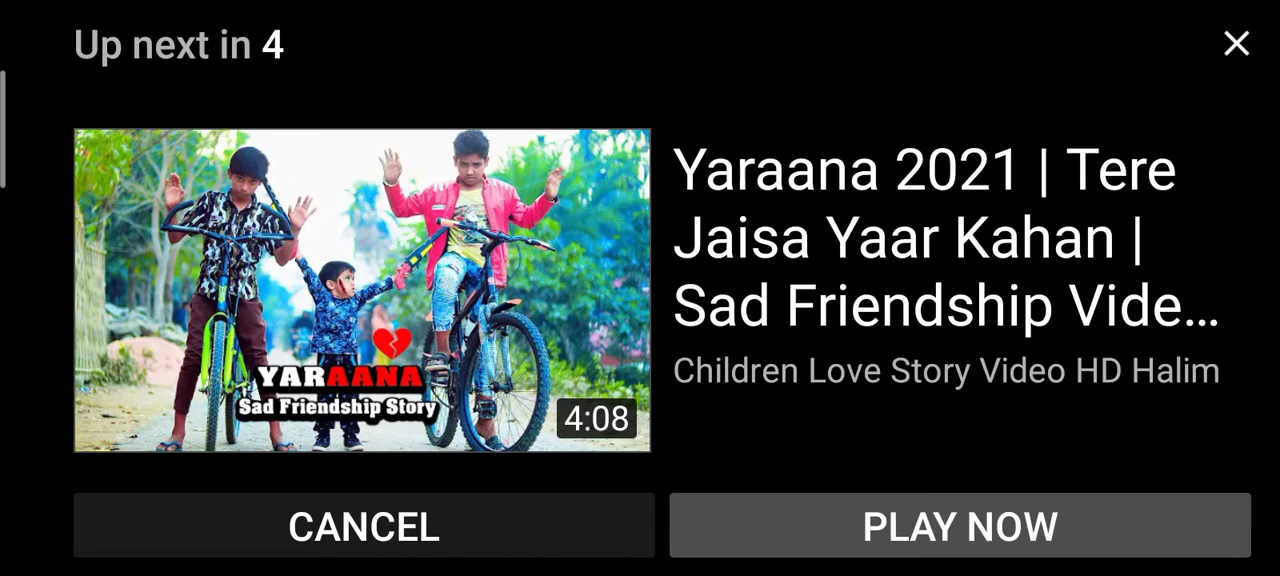 Up next in 4
Yaraana 2021 | Tere
Jaisa Yaar Kahan |
Sad Friendship Vide...
Children Love Story Video HD Halim
YARAANA
Sad Friendship Story
4:08
CANCEL
PLAY NOW